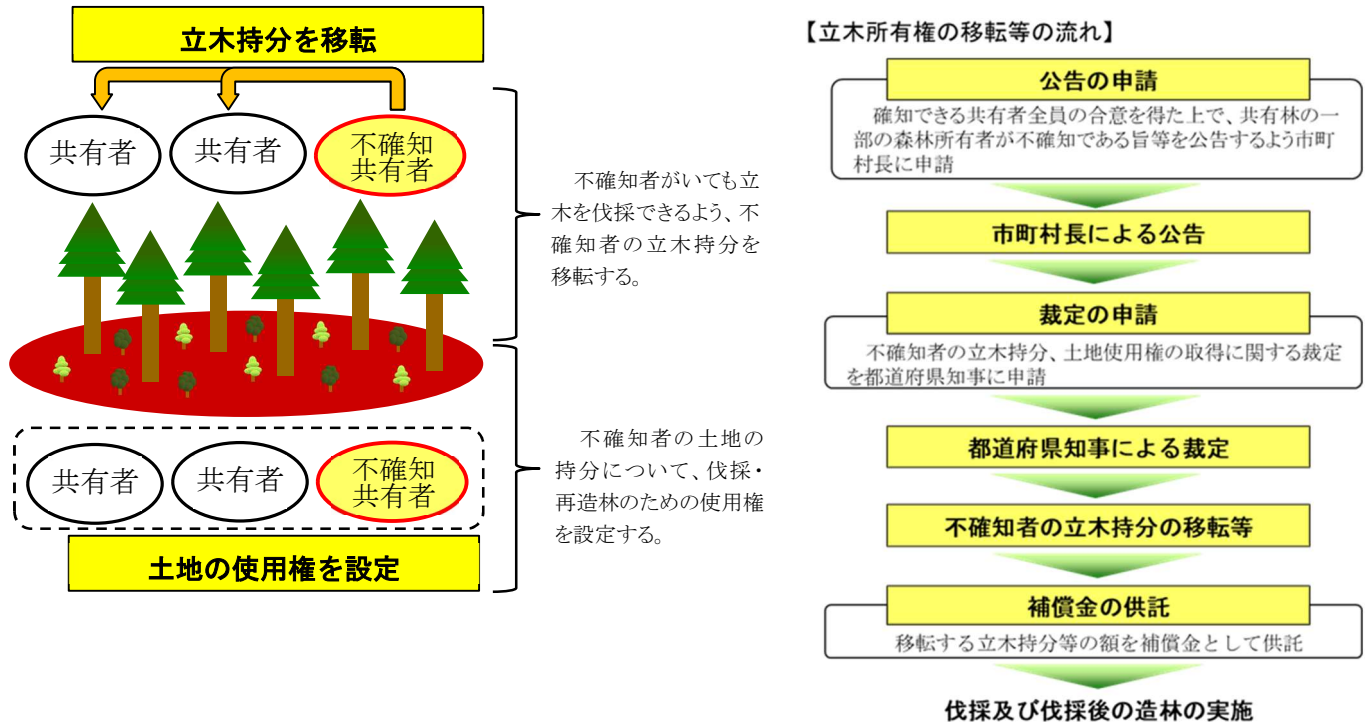 立木持分を移転
共有者
共有者
不確知
共有者
不確知者がいても立
木を伐採できるよう、不
確知者の立木持分を
移転する。
不確知者の土地の
持分について、伐採・
再造林のための使用権
を設定する。
共有者
共有者
不確知
共有者
土地の使用権を設定
【立木所有権の移転等の流れ】
公告の申請
確知できる共有者全員の合意を得た上で、共有林の一
部の森林所有者が不確知である旨等を公告するよう市町
村長に申請
市町村長による公告
裁定の申請
不確知者の立木持分、土地使用権の取得に関する裁定
を都道府県知事に申請
都道府県知事による裁定
不確知者の立木持分の移転等
補償金の供託
移転する立木持分等の額を補償金として供託
伐採及び伐採後の造林の実施